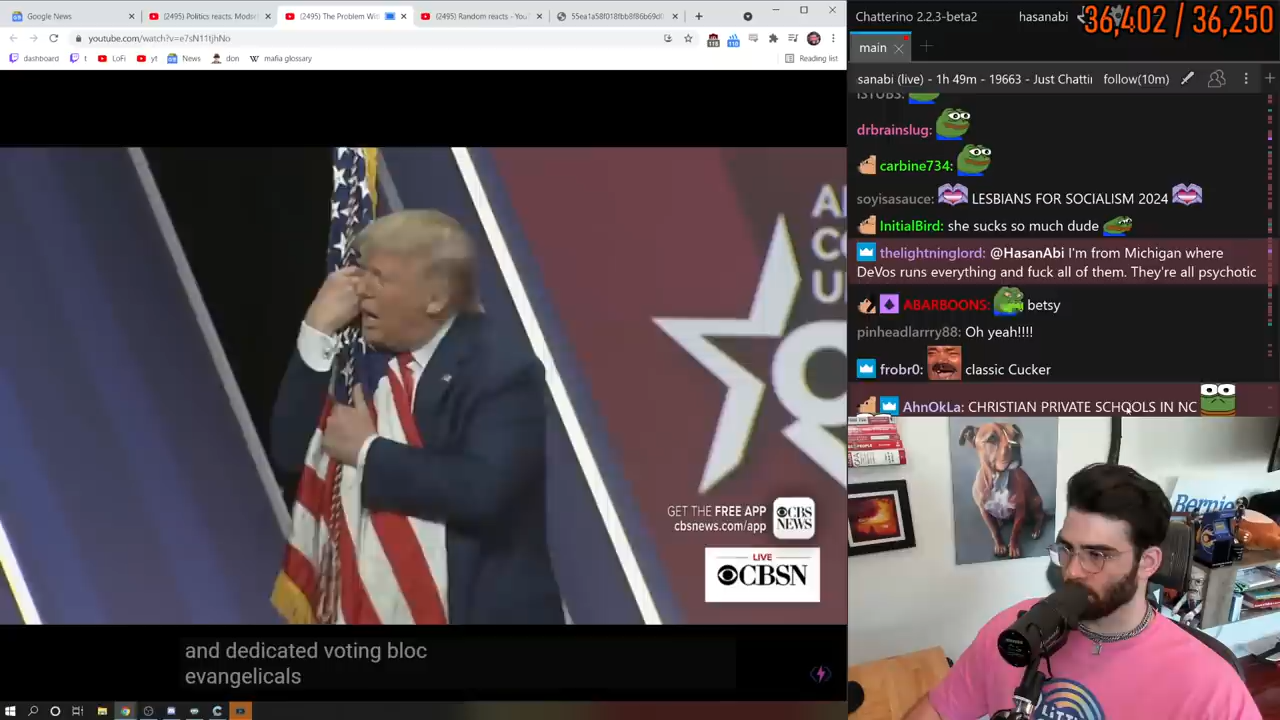 Google News
(2495) Politics react. Modsr
(2495) The Problem Wit
(2495) Random reacts - You
55ea1a58f018fbb8f86b69d
youtube.com/watch?v=e7sN11tjhNo
dashboard
t
LoFi
yt
News
don
mafia glossary
Reading list
Chatterino 2.2.3-beta2
hasanabi
36,402 / 36,250
main
sanabi (live) - 1h 49m - 19663 - Just Chatti
follow(10m)
drbrainslug:
carbine734:
soyisasauce: LESBIANS FOR SOCIALISM 2024
InitialBird: she sucks so much dude
thelightninglord: @HasanAbi I'm from Michigan where
DeVos runs everything and fuck all of them. They're all psychotic
ABARBOONS: betsy
pinheadlarrry88: Oh yeah!!!!
frobr0: classic Cucker
AhnOkLa: CHRISTIAN PRIVATE SCHOOLS IN NC
GET THE FREE APP
cbsnews.com/app
CBS
NEWS
LIVE
CBSN
and dedicated voting bloc
evangelicals
Bernie